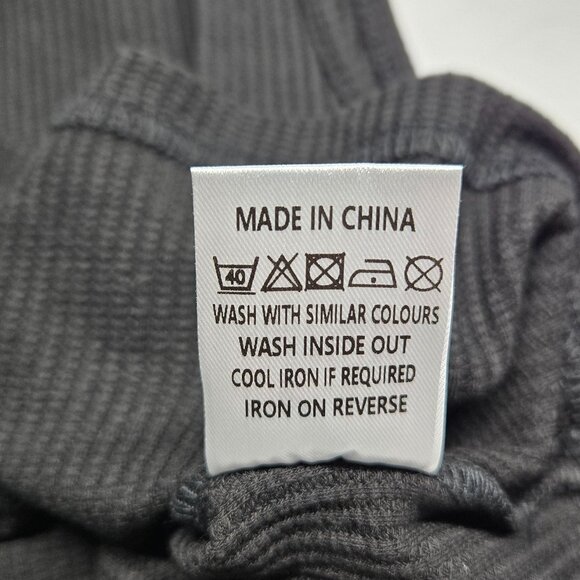 MADE IN CHINA
40
WASH WITH SIMILAR COLOURS
WASH INSIDE OUT
COOL IRON IF REQUIRED
IRON ON REVERSE